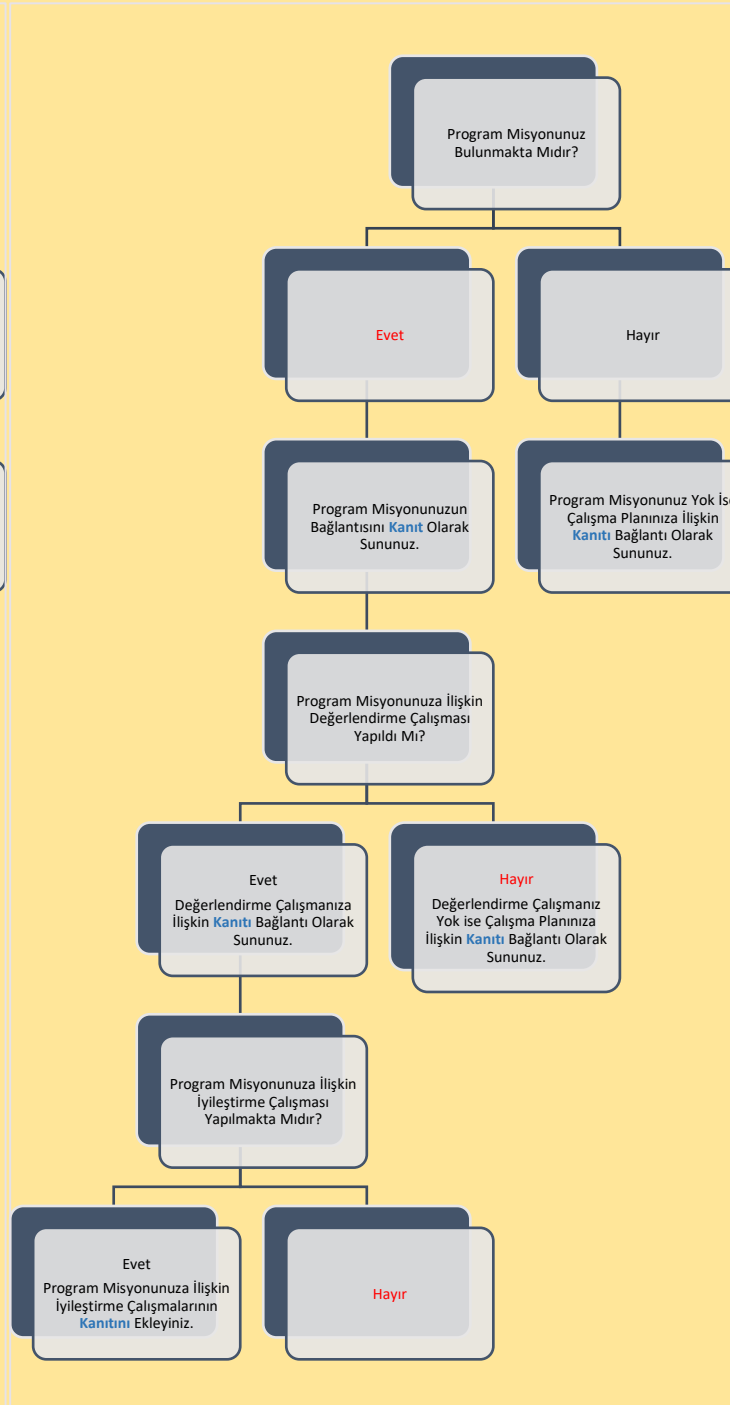 Program Misyonunuz
Bulunmakta Mıdır?
Evet
Hayır
Program Misyonunuzun
Bağlantısını Kanıt Olarak
Sununuz.
Program Misyonunuz Yok İse
Çalışma Planınıza İlişkin
Kanıtı Bağlantı Olarak
Sununuz.
Program Misyonunuza İlişkin
Değerlendirme Çalışması
Yapıldı Mı?
Evet
Değerlendirme Çalışmanıza
İlişkin Kanıtı Bağlantı Olarak
Sununuz.
Hayır
Değerlendirme Çalışmanız
Yok ise Çalışma Planınıza
İlişkin Kanıtı Bağlantı Olarak
Sununuz.
Program Misyonunuza İlişkin
İyileştirme Çalışması
Yapılmakta Mıdır?
Evet
Program Misyonunuza İlişkin
İyileştirme Çalışmalarının
Kanıtını Ekleyiniz.
Hayır